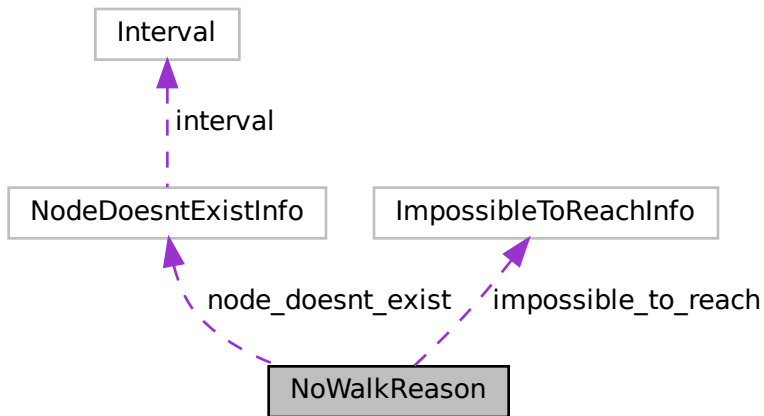 Interval
interval
NodeDoesntExistInfo
ImpossibleToReachInfo
node_doesnt_exist
impossible_to_reach
NoWalkReason